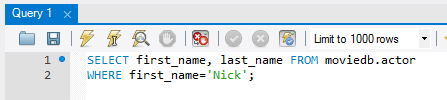 Query 1
Limit to 1000 rows
1 SELECT first_name, last_name FROM moviedb.actor
2 WHERE first_name='Nick';